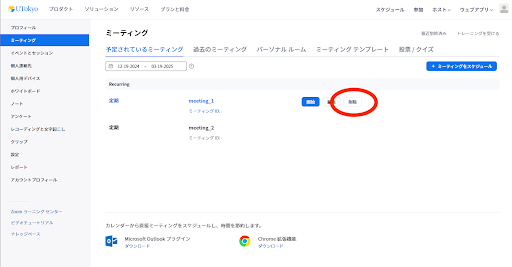 UTokyo プロダクト ソリューション リソース プランと料金 スケジュール 参加 ホスト ウェブアプリ
プロフィール
ミーティング
イベントとセッション
個人連絡先
個人用デバイス
ホワイトボード
ノート
アンケート
レコーディングと文字起こし
クリップ
設定
レポート
アカウントプロフィール
Zoom ラーニング センター
ビデオチュートリアル
ナレッジベース
ミーティング
トレーニングを受ける
予定されているミーティング 過去のミーティング パーソナル ルーム ミーティング テンプレート 投票 / クイズ
12-19-2024 ~ 03-19-2025
+ ミーティングをスケジュール
Recurring
定期 meeting_1 開始 削除
ミーティング ID:
定期 meeting_2
ミーティング ID:
カレンダーから直接ミーティングをスケジュールし、時間を節約します。
Microsoft Outlook プラグイン
ダウンロード
Chrome 拡張機能
ダウンロード